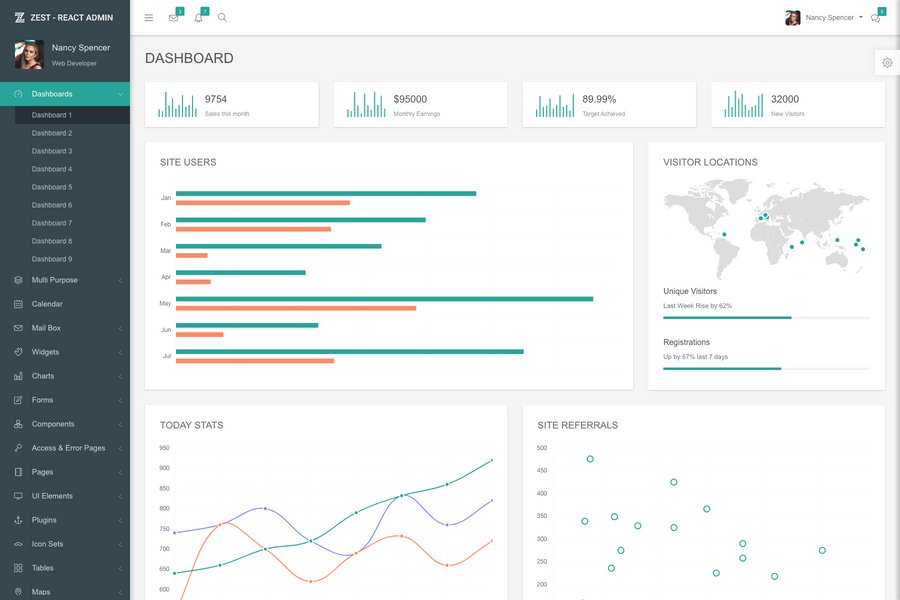 ZEST - REACT ADMIN
Nancy Spencer
Web Developer
Dashboards
Dashboard 1
Dashboard 2
Dashboard 3
Dashboard 4
Dashboard 5
Dashboard 6
Dashboard 7
Dashboard 8
Dashboard 9
Multi Purpose
Calendar
Mail Box
Widgets
Charts
Forms
Components
Access & Error Pages
Pages
UI Elements
Plugins
Icon Sets
Tables
Maps
Nancy Spencer
DASHBOARD
9754
Sales this month
$95000
Monthly Earnings
89.99%
Target Achieved
32000
New Visitors
SITE USERS
Jan
Feb
Mar
Apr
May
Jun
Jul
VISITOR LOCATIONS
Unique Visitors
Last Week Rise by 62%
Registrations
Up by 57% last 7 days
TODAY STATS
950
900
850
800
750
700
650
600
SITE REFERRALS
500
450
400
350
300
250
200